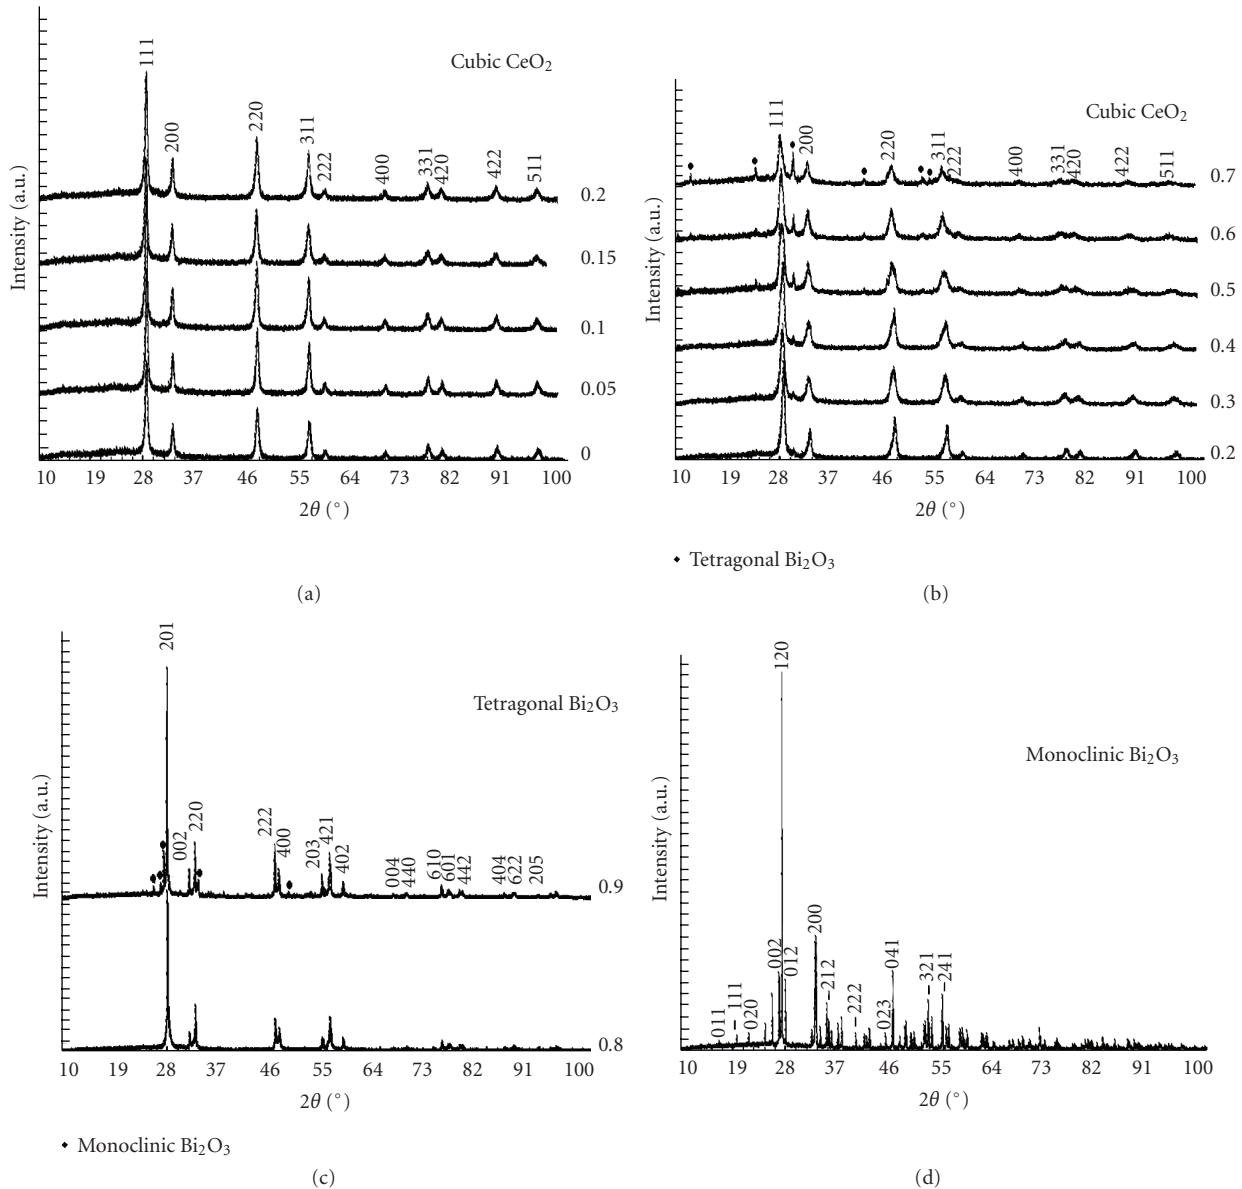 Cubic CeO2
Intensity (a.u.)
111
200
220
311
222
400
331
420
422
511
0.2
0.15
0.1
0.05
0
10 19 28 37 46 55 64 73 82 91 100
2θ (°)
(a)
Cubic CeO2
Intensity (a.u.)
111
200
220
311
222
400
331
420
422
511
0.7
0.6
0.5
0.4
0.3
0.2
10 19 28 37 46 55 64 73 82 91 100
2θ (°)
Tetragonal Bi2O3
(b)
Tetragonal Bi2O3
Intensity (a.u.)
201
002
220
222
400
203
421
402
004
440
610
601
442
404
622
205
0.9
0.8
10 19 28 37 46 55 64 73 82 91 100
2θ (°)
Monoclinic Bi2O3
(c)
Monoclinic Bi2O3
Intensity (a.u.)
011
111
020
002
120
012
200
212
222
023
041
321
241
10 19 28 37 46 55 64 73 82 91 100
2θ (°)
(d)